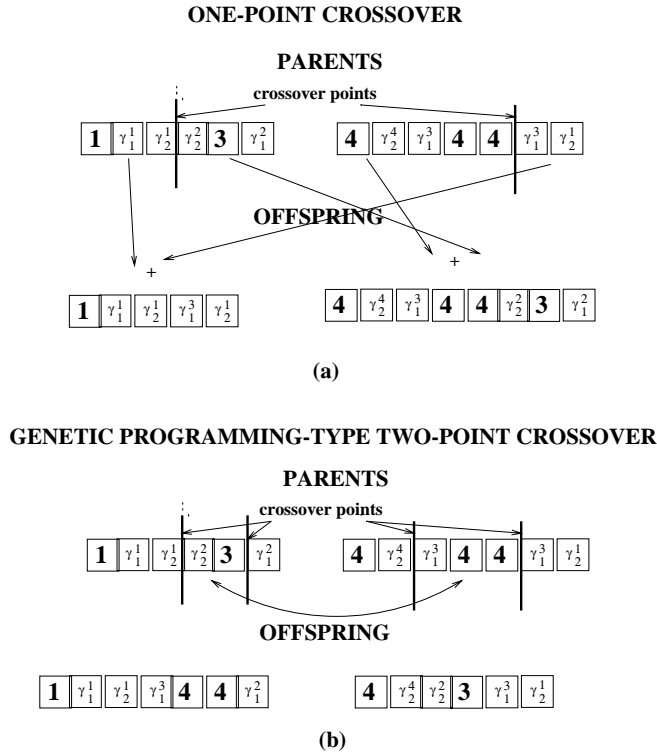 ONE-POINT CROSSOVER
PARENTS
crossover points
1 γ₁¹ γ₂¹ γ₂² 3 γ₁² 4 γ₂⁴ γ₁³ 4 4 γ₁³ γ₂¹
OFFSPRING
+ +
1 γ₁¹ γ₂¹ γ₁³ γ₂¹ 4 γ₂⁴ γ₁³ 4 4 γ₂² 3 γ₁²
(a)
GENETIC PROGRAMMING-TYPE TWO-POINT CROSSOVER
PARENTS
crossover points
1 γ₁¹ γ₂¹ γ₂² 3 γ₁² 4 γ₂⁴ γ₁³ 4 4 γ₁³ γ₂¹
OFFSPRING
1 γ₁¹ γ₂¹ γ₁³ 4 4 γ₁² 4 γ₂⁴ γ₂² 3 γ₁³ γ₂¹
(b)